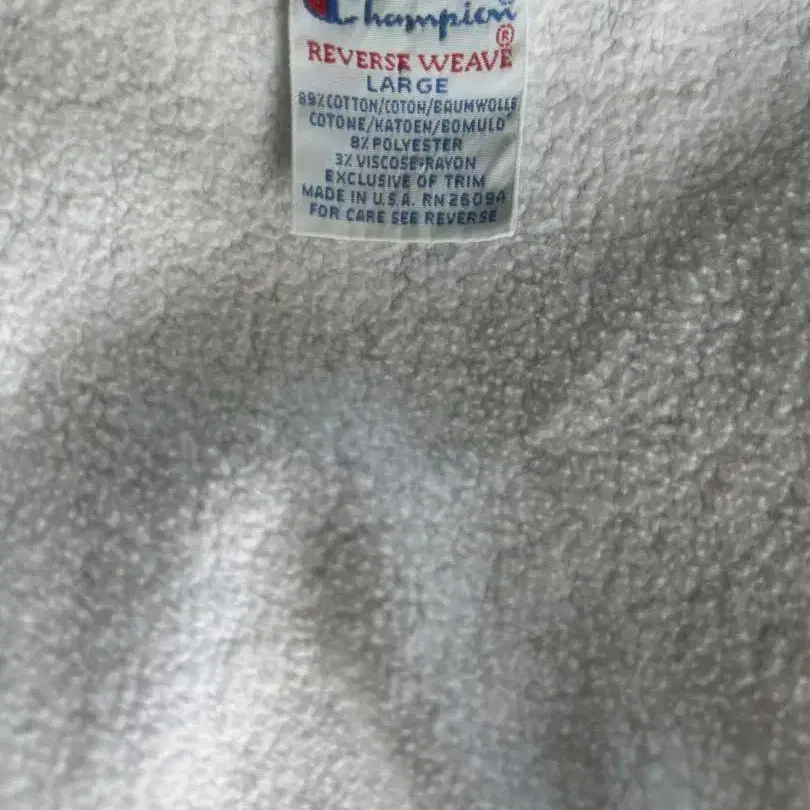 Champion
®
REVERSE WEAVE
LARGE
89% COTTON/COTON/BAUMWOLLE
COTONE/KATOEN/BOMULD
8% POLYESTER
3% VISCOSE-RAYON
EXCLUSIVE OF TRIM
MADE IN U.S.A. RN26094
FOR CARE SEE REVERSE